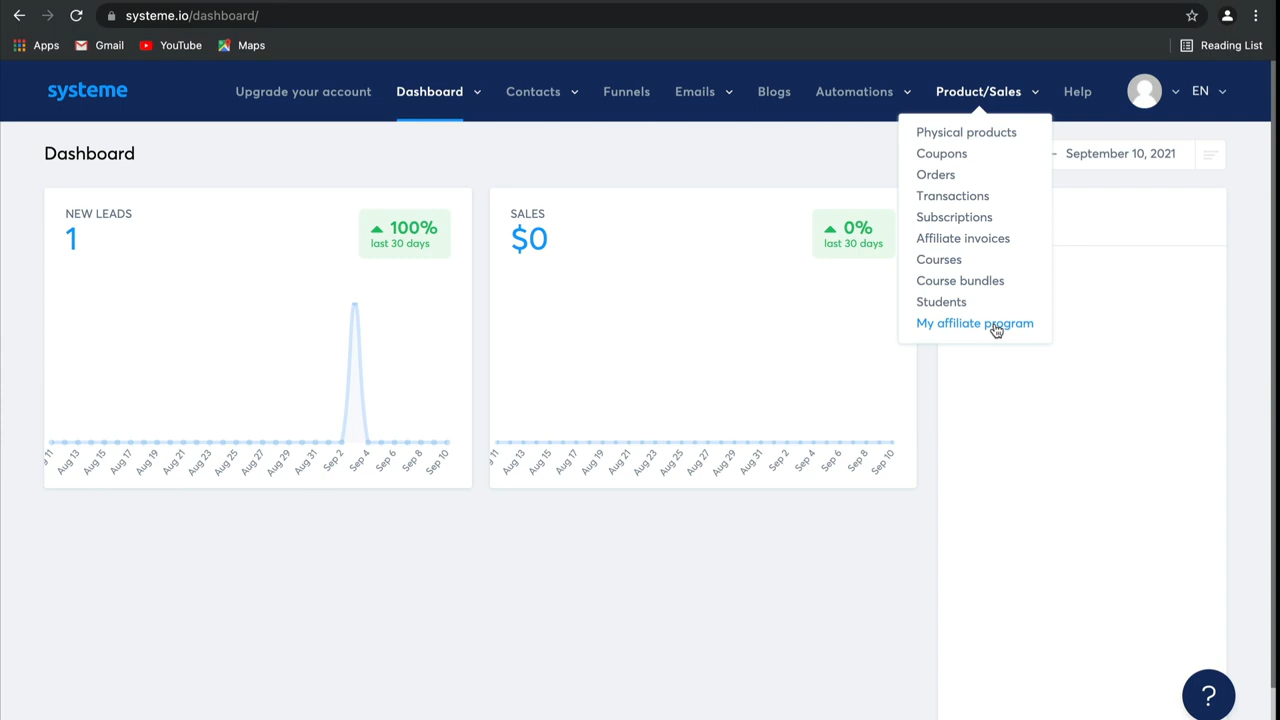 systeme.io/dashboard/
Apps
Gmail
YouTube
Maps
Reading List
systeme
Upgrade your account
Dashboard
Contacts
Funnels
Emails
Blogs
Automations
Product/Sales
Help
EN
Dashboard
- September 10, 2021
Physical products
Coupons
Orders
Transactions
Subscriptions
Affiliate invoices
Courses
Course bundles
Students
My affiliate program
NEW LEADS
1
100%
last 30 days
SALES
$0
0%
last 30 days
11 Aug 13 Aug 15 Aug 17 Aug 19 Aug 21 Aug 23 Aug 25 Aug 27 Aug 29 Aug 31 Sep 2 Sep 4 Sep 6 Sep 8 Sep 10
11 Aug 13 Aug 15 Aug 17 Aug 19 Aug 21 Aug 23 Aug 25 Aug 27 Aug 29 Aug 31 Sep 2 Sep 4 Sep 6 Sep 8 Sep 10
?